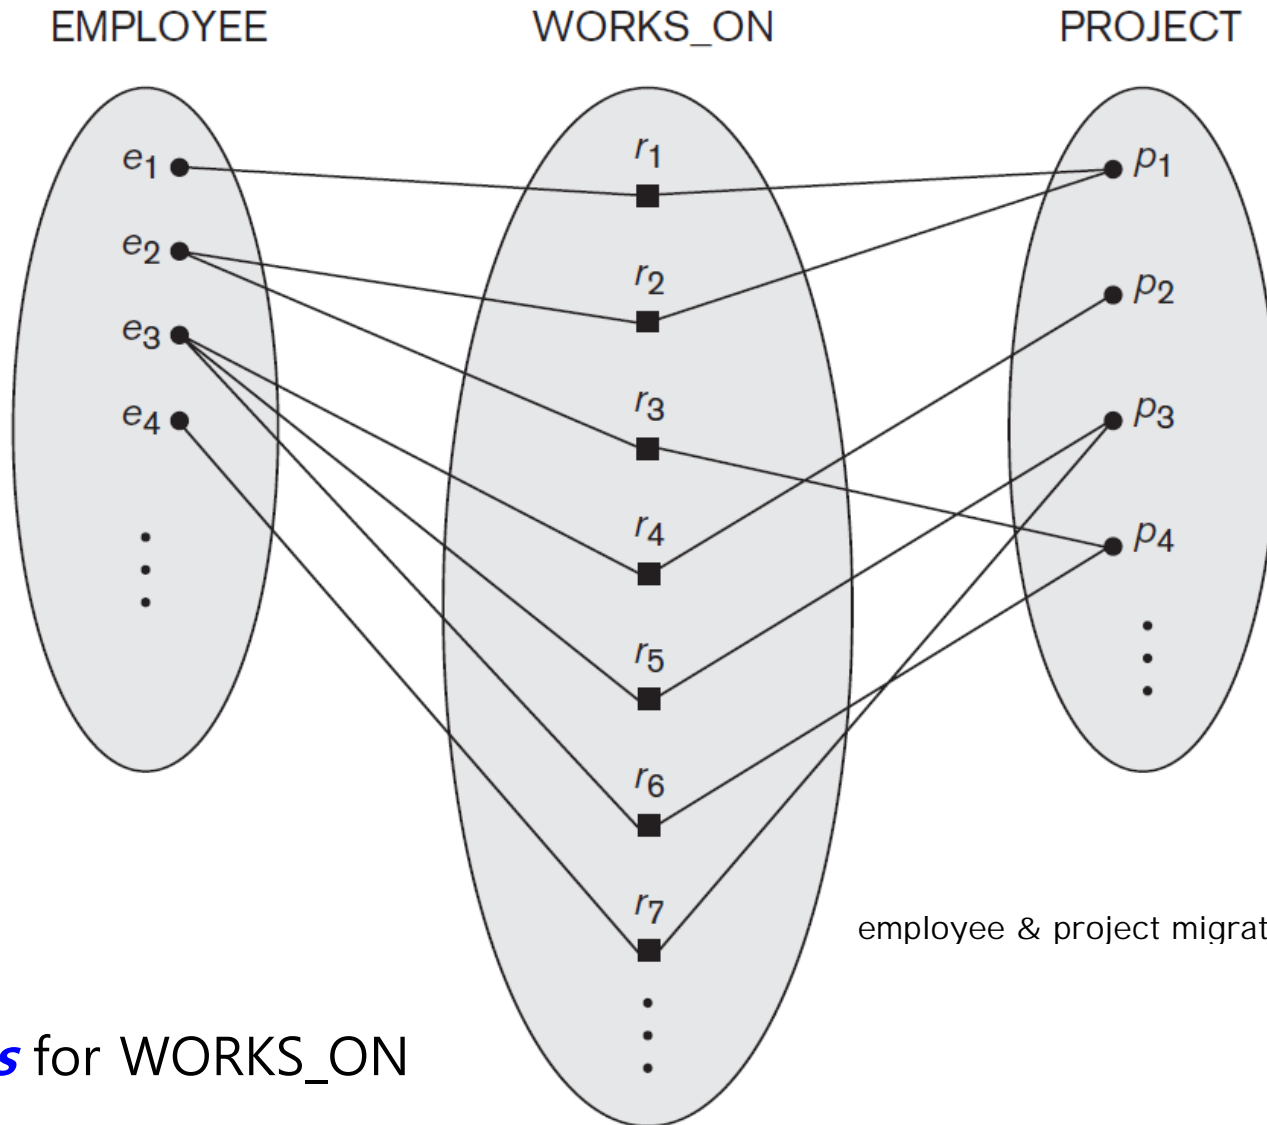 EMPLOYEE WORKS_ON PROJECT
e1 r1 p1
e2 r2 p2
e3 r3 p3
e4 r4 p4
r5
r6
r7
employee & project migrat
s for WORKS_ON